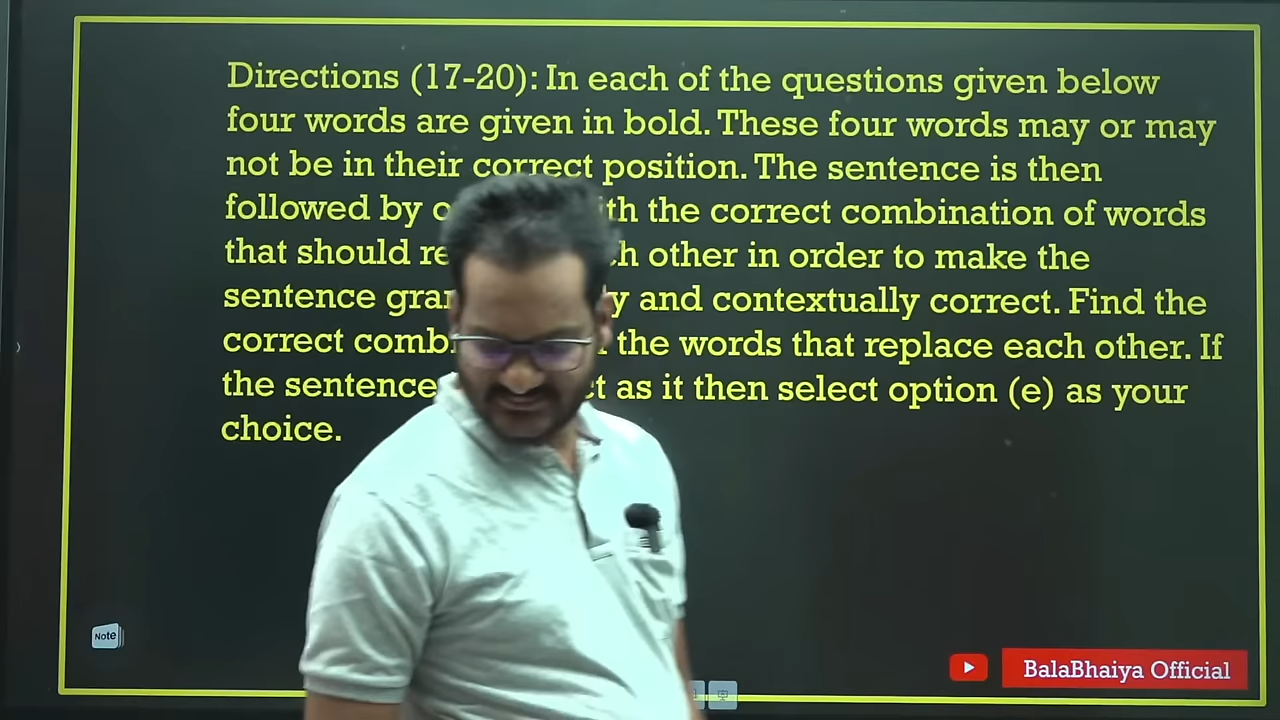 Directions (17-20): In each of the questions given below
four words are given in bold. These four words may or may
not be in their correct position. The sentence is then
followed by with the correct combination of words
that should other in order to make the
sentence and contextually correct. Find the
correct the words that replace each other. If
the sentence as it then select option (e) as your
choice.
Note
BalaBhaiya Official